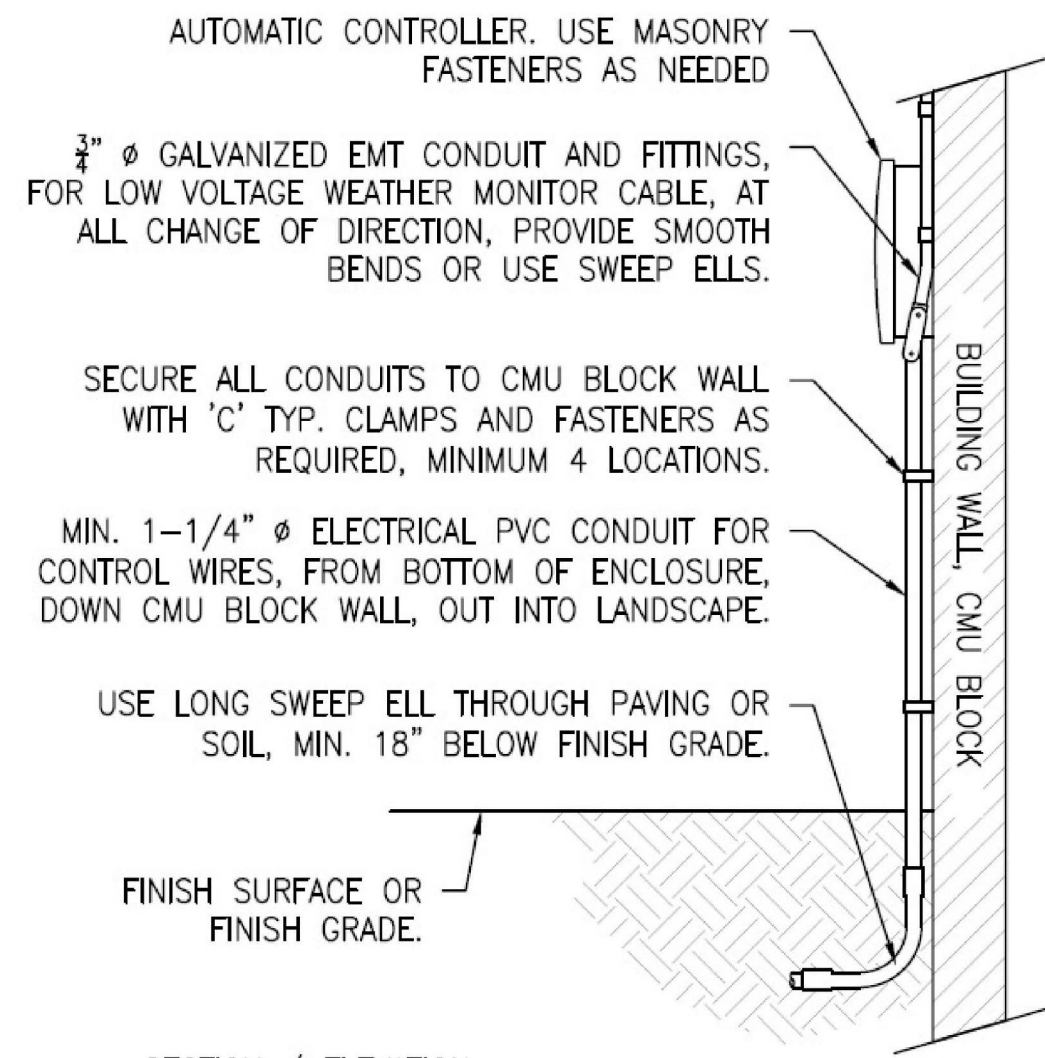 AUTOMATIC CONTROLLER. USE MASONRY
FASTENERS AS NEEDED
3/4" ø GALVANIZED EMT CONDUIT AND FITTINGS,
FOR LOW VOLTAGE WEATHER MONITOR CABLE, AT
ALL CHANGE OF DIRECTION, PROVIDE SMOOTH
BENDS OR USE SWEEP ELLS.
SECURE ALL CONDUITS TO CMU BLOCK WALL
WITH 'C' TYP. CLAMPS AND FASTENERS AS
REQUIRED, MINIMUM 4 LOCATIONS.
MIN. 1-1/4" ø ELECTRICAL PVC CONDUIT FOR
CONTROL WIRES, FROM BOTTOM OF ENCLOSURE,
DOWN CMU BLOCK WALL, OUT INTO LANDSCAPE.
USE LONG SWEEP ELL THROUGH PAVING OR
SOIL, MIN. 18" BELOW FINISH GRADE.
FINISH SURFACE OR
FINISH GRADE.
BUILDING WALL, CMU BLOCK